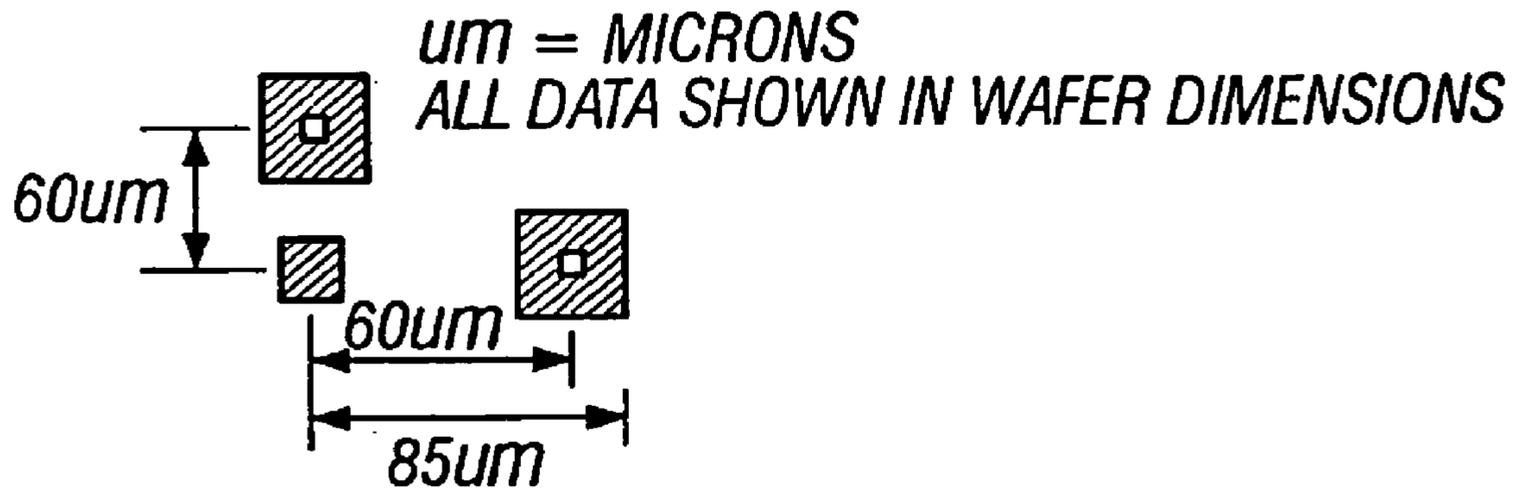 um = MICRONS
ALL DATA SHOWN IN WAFER DIMENSIONS
60um
60um
85um